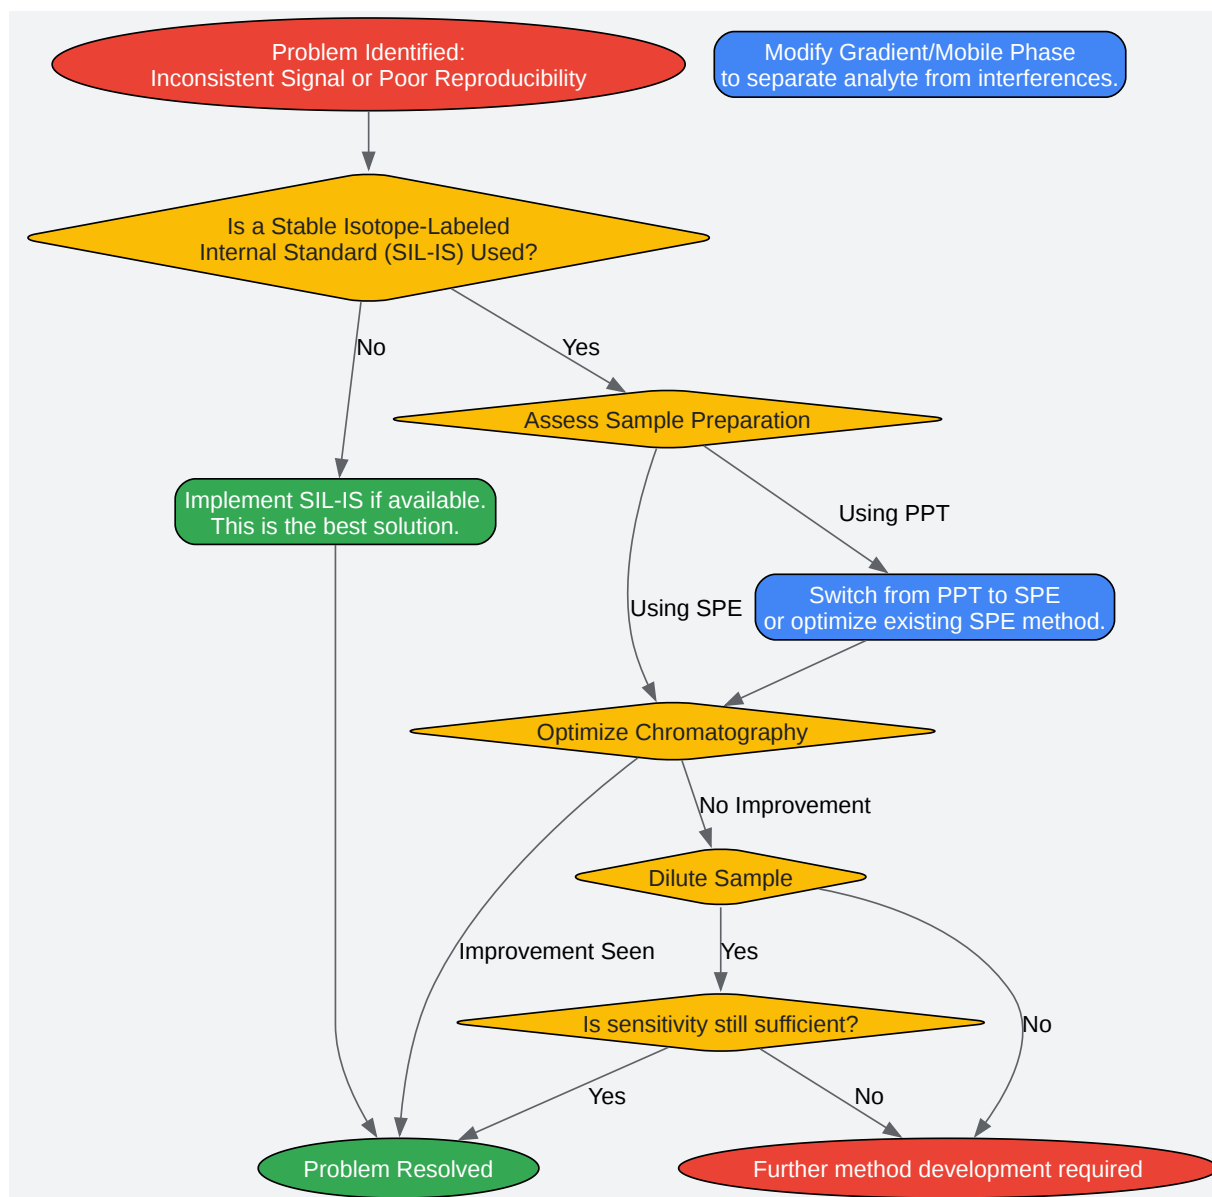 Problem Identified:
Inconsistent Signal or Poor Reproducibility
Modify Gradient/Mobile Phase
to separate analyte from interferences.
Is a Stable Isotope-Labeled
Internal Standard (SIL-IS) Used?
No
Yes
Assess Sample Preparation
Implement SIL-IS if available.
This is the best solution.
Using PPT
Switch from PPT to SPE
or optimize existing SPE method.
Using SPE
Optimize Chromatography
No Improvement
Dilute Sample
Improvement Seen
Yes
Is sensitivity still sufficient?
No
Yes
No
Problem Resolved
Further method development required